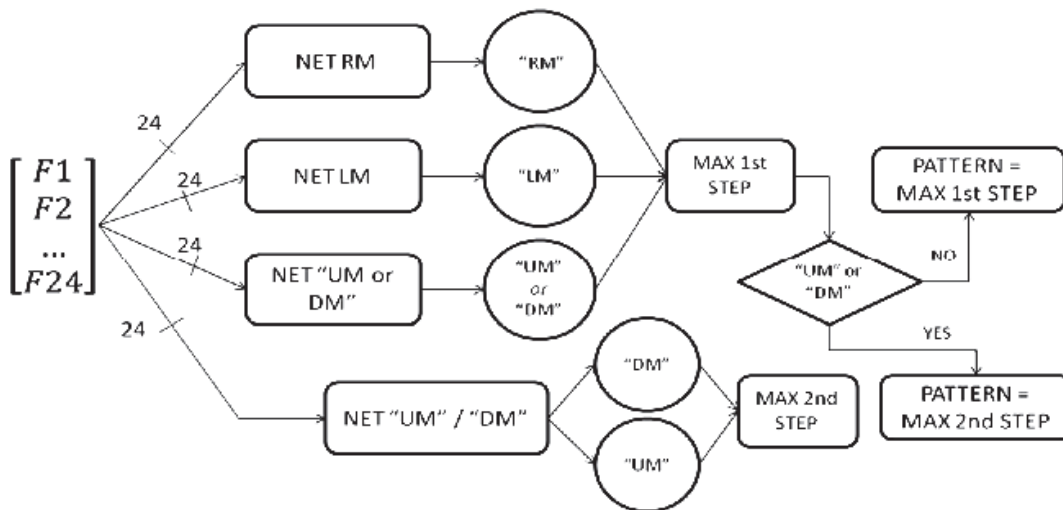 F1
F2
...
F24
24
24
24
24
NET RM
"RM"
NET LM
"LM"
NET "UM or
DM"
"UM"
or
"DM"
MAX 1st
STEP
PATTERN =
MAX 1st STEP
"UM" or
"DM"
NO
YES
PATTERN =
MAX 2nd STEP
NET "UM" / "DM"
"DM"
"UM"
MAX 2nd
STEP